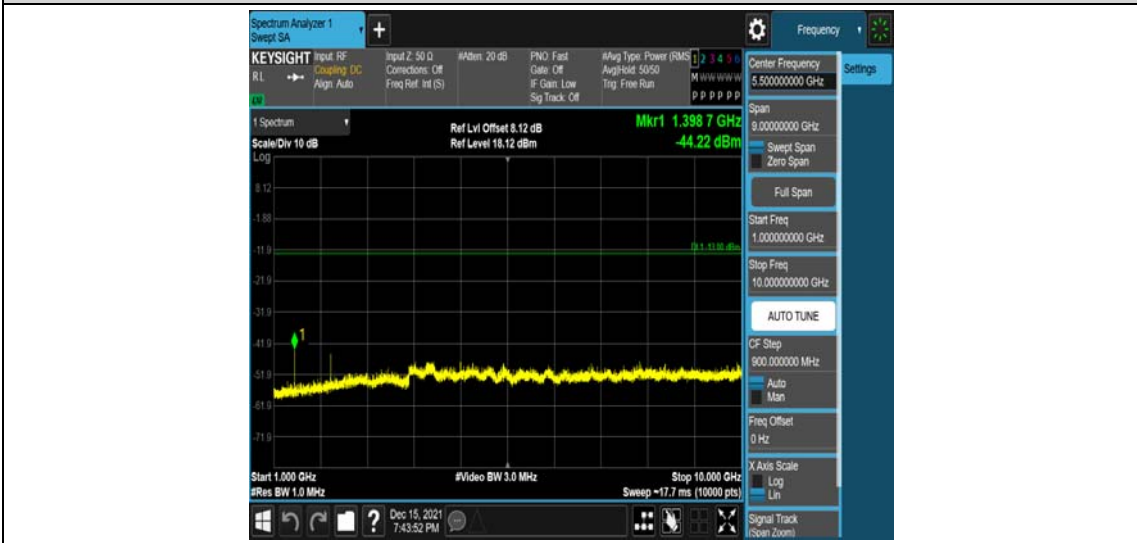 Spectrum Analyzer 1
Swept SA
+
Frequency
KEYSIGHT
RL
Input: RF
Coupling: DC
Align: Auto
Input Z: 50 Ω
Corrections: Off
Freq Ref: Int (S)
#Atten: 20 dB
PNO: Fast
Gate: Off
IF Gain: Low
Sig Track: Off
#Avg Type: Power (RMS
Avg|Hold: 50/50
Trig: Free Run
1 2 3 4 5 6
M W W W W W
P P P P P P
1 Spectrum
Scale/Div 10 dB
Log
Ref Lvl Offset 8.12 dB
Ref Level 18.12 dBm
Mkr1 1.398 7 GHz
-44.22 dBm
8.12
-1.88
-11.9
DL1 -13.00 dBm
-21.9
-31.9
-41.9
1
-51.9
-61.9
-71.9
Start 1.000 GHz
#Res BW 1.0 MHz
#Video BW 3.0 MHz
Stop 10.000 GHz
Sweep ~17.7 ms (10000 pts)
?
Dec 15, 2021
7:43:52 PM
Center Frequency
5.500000000 GHz
Settings
Span
9.00000000 GHz
Swept Span
Zero Span
Full Span
Start Freq
1.000000000 GHz
Stop Freq
10.000000000 GHz
AUTO TUNE
CF Step
900.000000 MHz
Auto
Man
Freq Offset
0 Hz
X Axis Scale
Log
Lin
Signal Track
(Span Zoom)